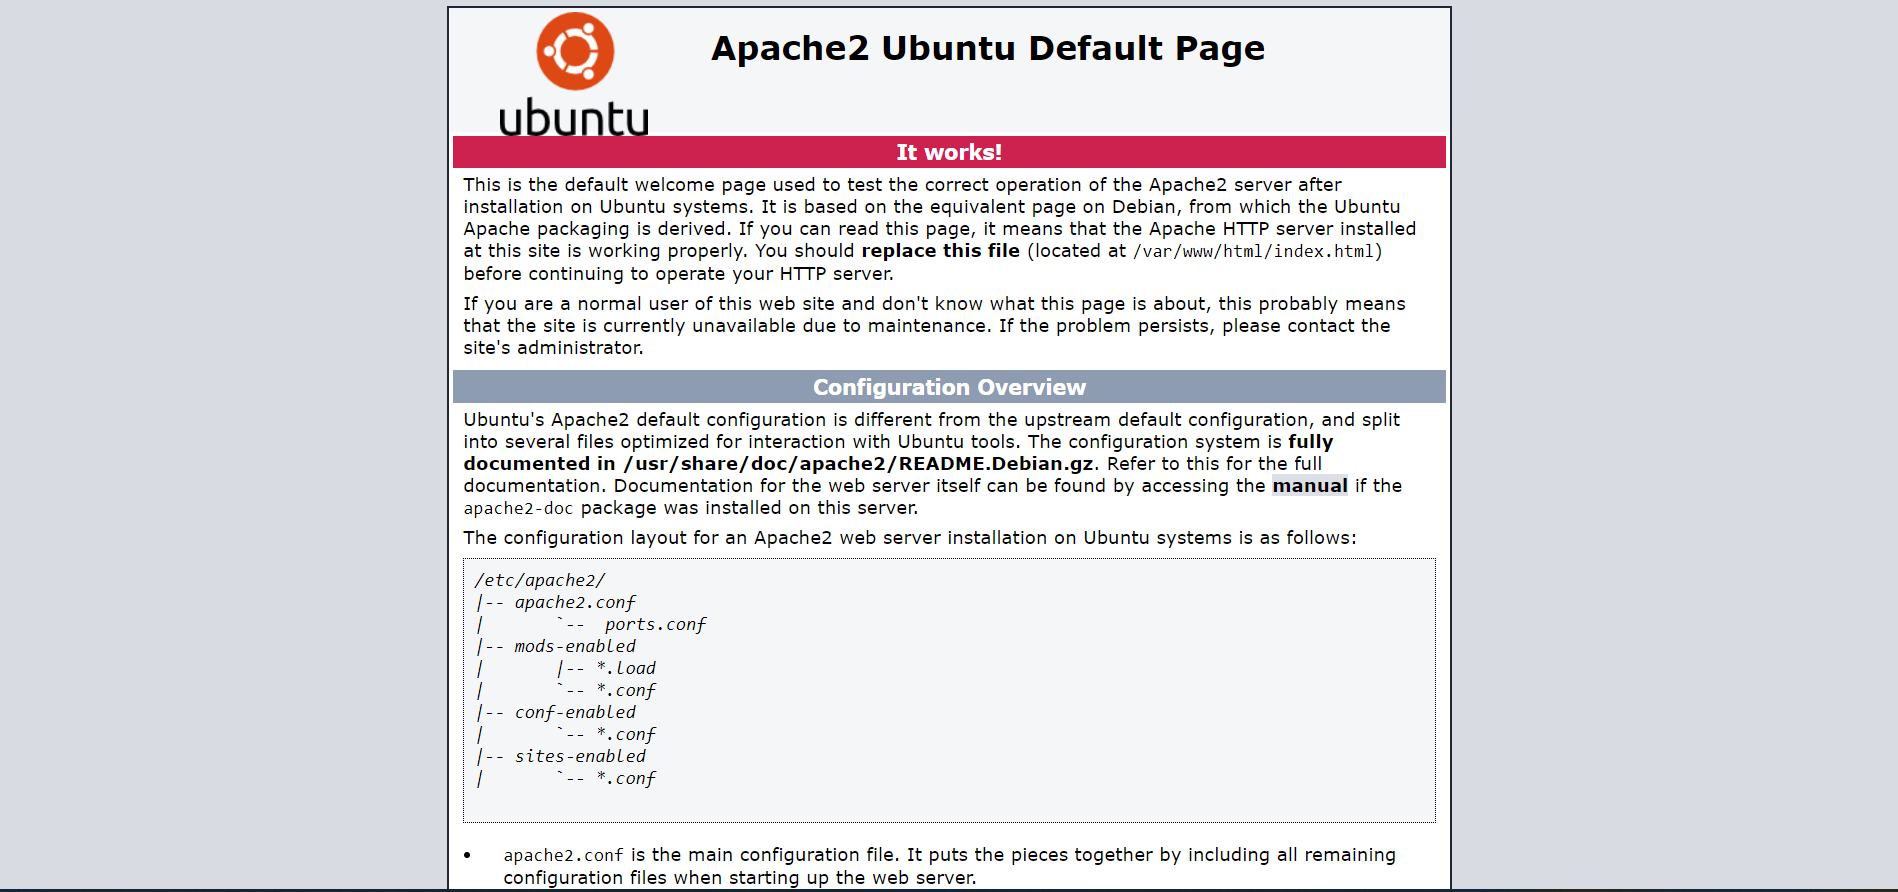 ubuntu
Apache2 Ubuntu Default Page
It works!
This is the default welcome page used to test the correct operation of the Apache2 server after
installation on Ubuntu systems. It is based on the equivalent page on Debian, from which the Ubuntu
Apache packaging is derived. If you can read this page, it means that the Apache HTTP server installed
at this site is working properly. You should replace this file (located at /var/www/html/index.html)
before continuing to operate your HTTP server.
If you are a normal user of this web site and don't know what this page is about, this probably means
that the site is currently unavailable due to maintenance. If the problem persists, please contact the
site's administrator.
Configuration Overview
Ubuntu's Apache2 default configuration is different from the upstream default configuration, and split
into several files optimized for interaction with Ubuntu tools. The configuration system is fully
documented in /usr/share/doc/apache2/README.Debian.gz. Refer to this for the full
documentation. Documentation for the web server itself can be found by accessing the manual if the
apache2-doc package was installed on this server.
The configuration layout for an Apache2 web server installation on Ubuntu systems is as follows:
/etc/apache2/
|-- apache2.conf
|       `--  ports.conf
|-- mods-enabled
|       |-- *.load
|       `-- *.conf
|-- conf-enabled
|       `-- *.conf
|-- sites-enabled
|       `-- *.conf
• apache2.conf is the main configuration file. It puts the pieces together by including all remaining
configuration files when starting up the web server.